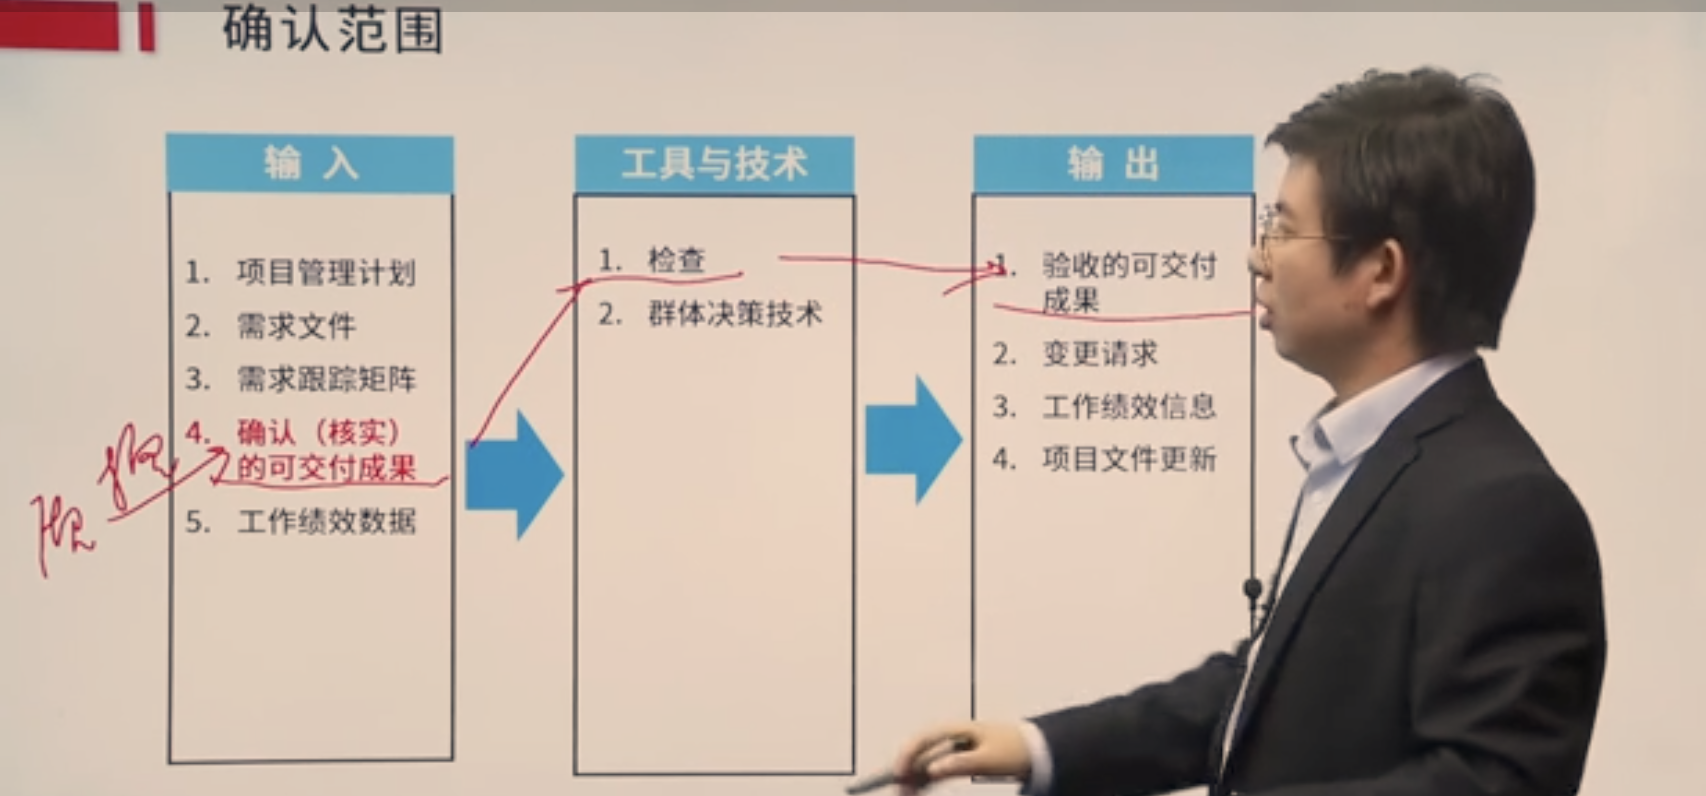 确认范围
输 入
1. 项目管理计划
2. 需求文件
3. 需求跟踪矩阵
4. 确认（核实）
的可交付成果
5. 工作绩效数据
工具与技术
1. 检查
2. 群体决策技术
输 出
1. 验收的可交付
成果
2. 变更请求
3. 工作绩效信息
4. 项目文件更新